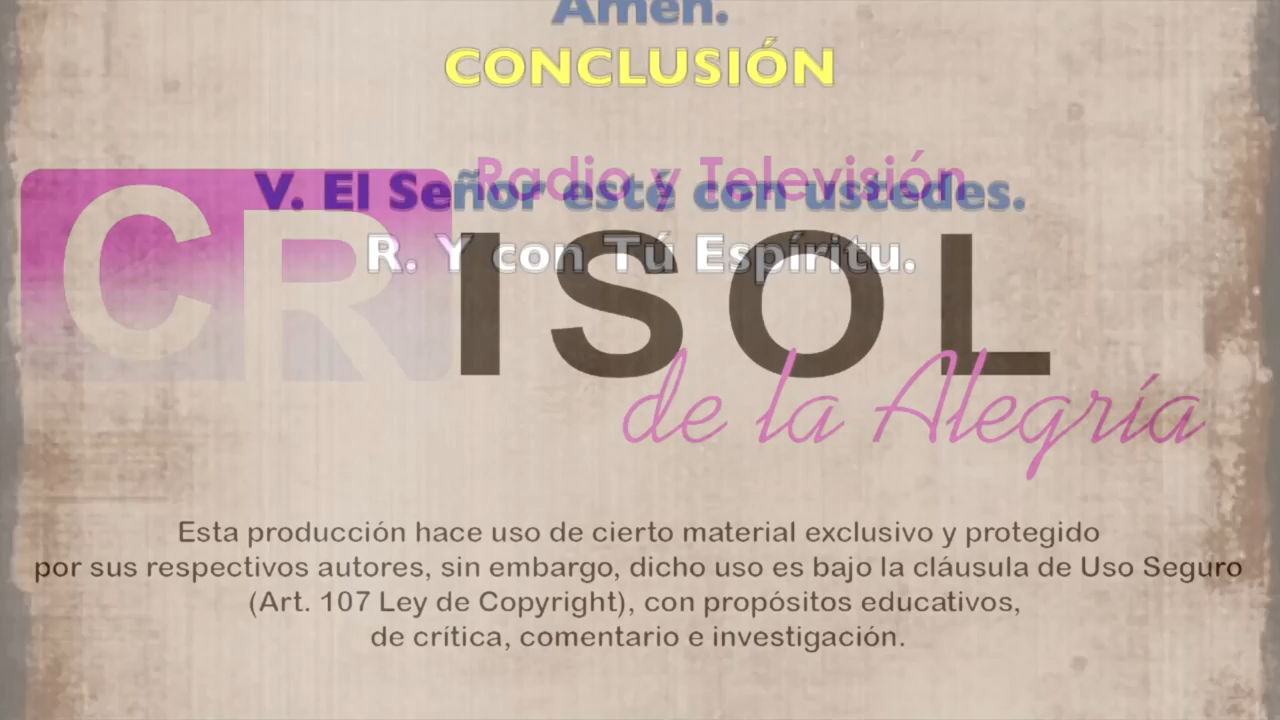 Amén.
CONCLUSIÓN
Radio y Televisión
V. El Señor esté con ustedes.
R. Y con Tú Espíritu.
CRISOL
de la Alegría
Esta producción hace uso de cierto material exclusivo y protegido
por sus respectivos autores, sin embargo, dicho uso es bajo la cláusula de Uso Seguro
(Art. 107 Ley de Copyright), con propósitos educativos,
de crítica, comentario e investigación.